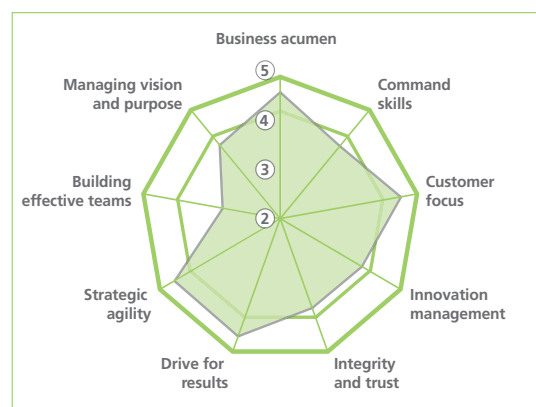 Business acumen
Command
skills
Customer
focus
Innovation
management
Integrity
and trust
Drive for
results
Strategic
agility
Building
effective teams
Managing vision
and purpose
5
4
3
2